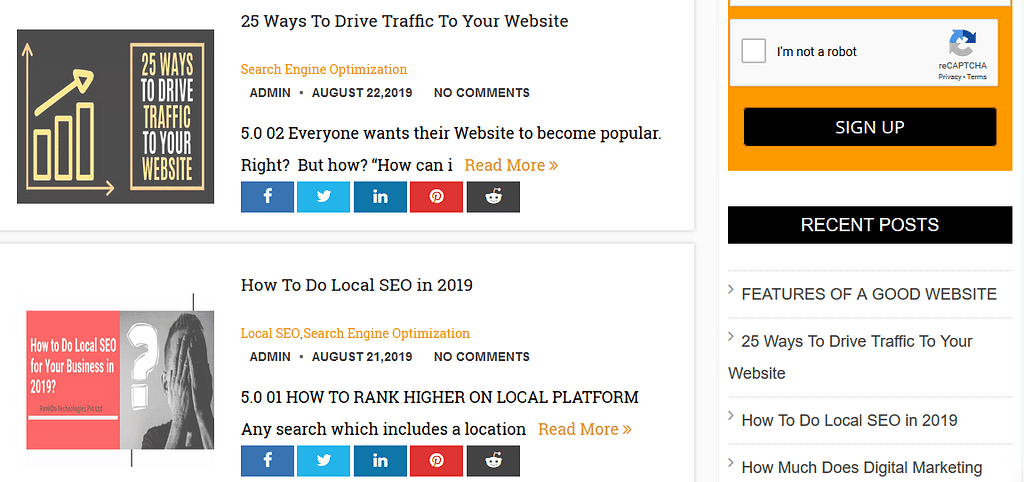 25 WAYS
TO DRIVE
TRAFFIC
TO YOUR
WEBSITE
25 Ways To Drive Traffic To Your Website
Search Engine Optimization
ADMIN • AUGUST 22,2019 NO COMMENTS
5.0 02 Everyone wants their Website to become popular.
Right? But how? “How can i Read More »
How to Do Local SEO
for Your Business in
2019?
RankDo Technologies Pvt Ltd
?
How To Do Local SEO in 2019
Local SEO,Search Engine Optimization
ADMIN • AUGUST 21,2019 NO COMMENTS
5.0 01 HOW TO RANK HIGHER ON LOCAL PLATFORM
Any search which includes a location Read More »
I'm not a robot
reCAPTCHA
Privacy - Terms
SIGN UP
RECENT POSTS
FEATURES OF A GOOD WEBSITE
25 Ways To Drive Traffic To Your
Website
How To Do Local SEO in 2019
How Much Does Digital Marketing